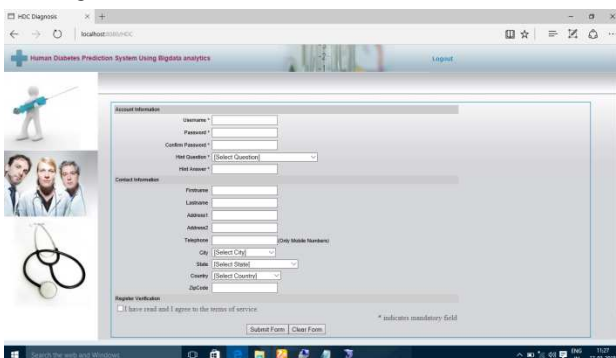 HDC Diagnosis
localhost
Human Diabetes Prediction System Using Bigdata analytics
Logout
Account Information
Username *
Password *
Confirm Password *
Hint Question * [Select Question]
Hint Answer *
Contact Information
Firstname
Lastname
Address1
Address2
Telephone (Only Mobile Numbers)
City [Select City]
State [Select State]
Country [Select Country]
ZipCode
Register Verification
I have read and I agree to the terms of service
* indicates mandatory field
Submit Form Clear Form
Search the web and Windows
ENG 11:27